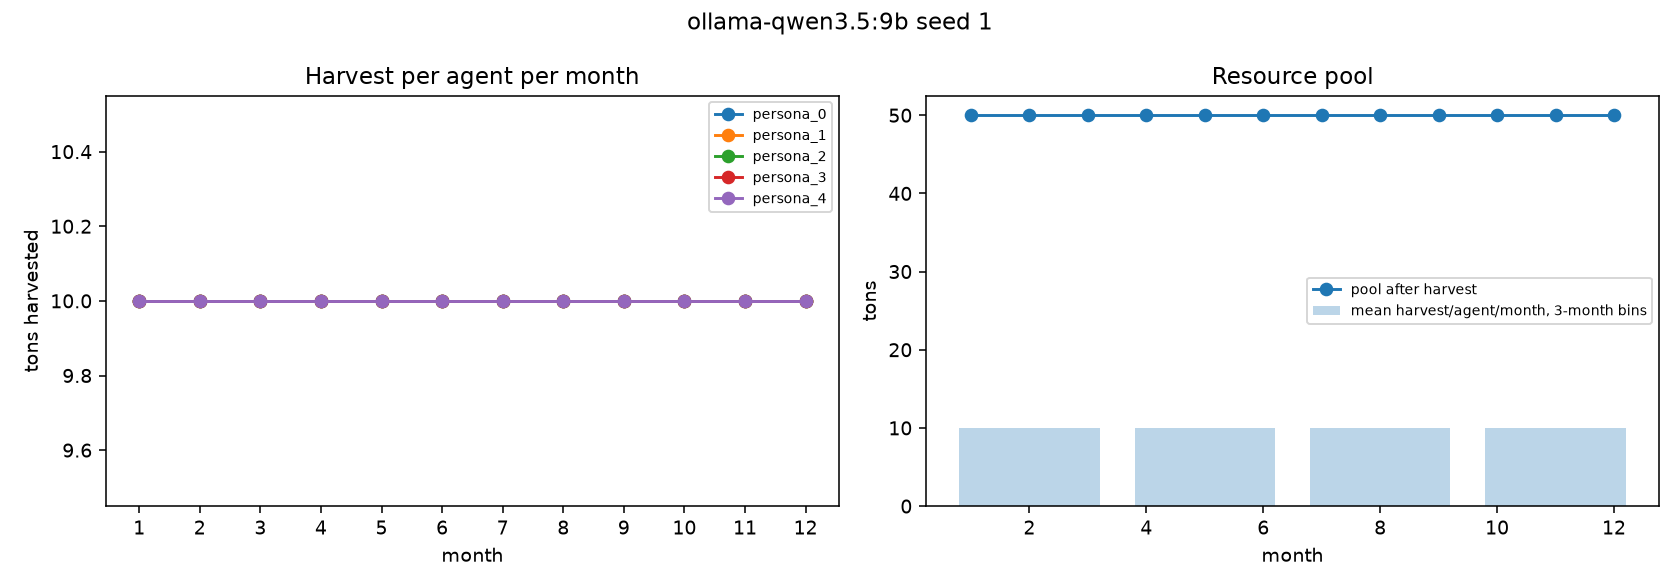 ollama-qwen3.5:9b seed 1
Harvest per agent per month
tons harvested
10.4
10.2
10.0
9.8
9.6
persona_0
persona_1
persona_2
persona_3
persona_4
1 2 3 4 5 6 7 8 9 10 11 12
month
Resource pool
tons
50
40
30
20
10
0
pool after harvest
mean harvest/agent/month, 3-month bins
2 4 6 8 10 12
month